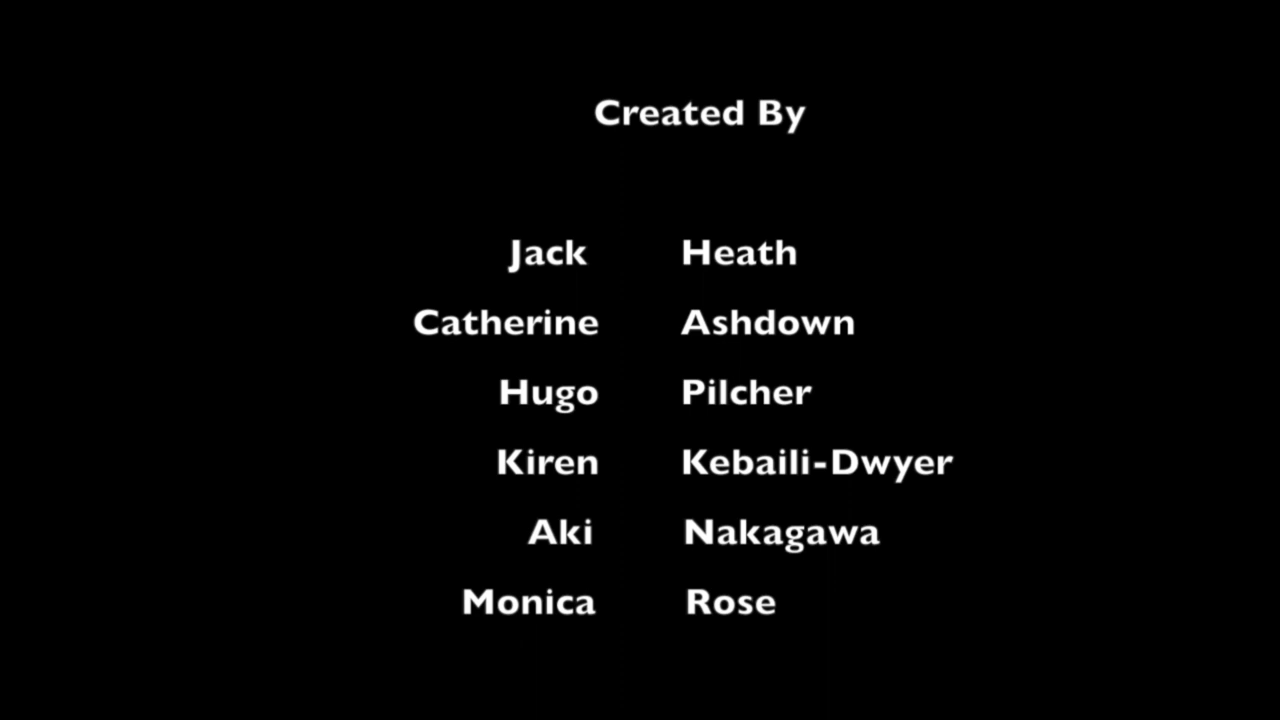 Created By
Jack Heath
Catherine Ashdown
Hugo Pilcher
Kiren Kebaili-Dwyer
Aki Nakagawa
Monica Rose